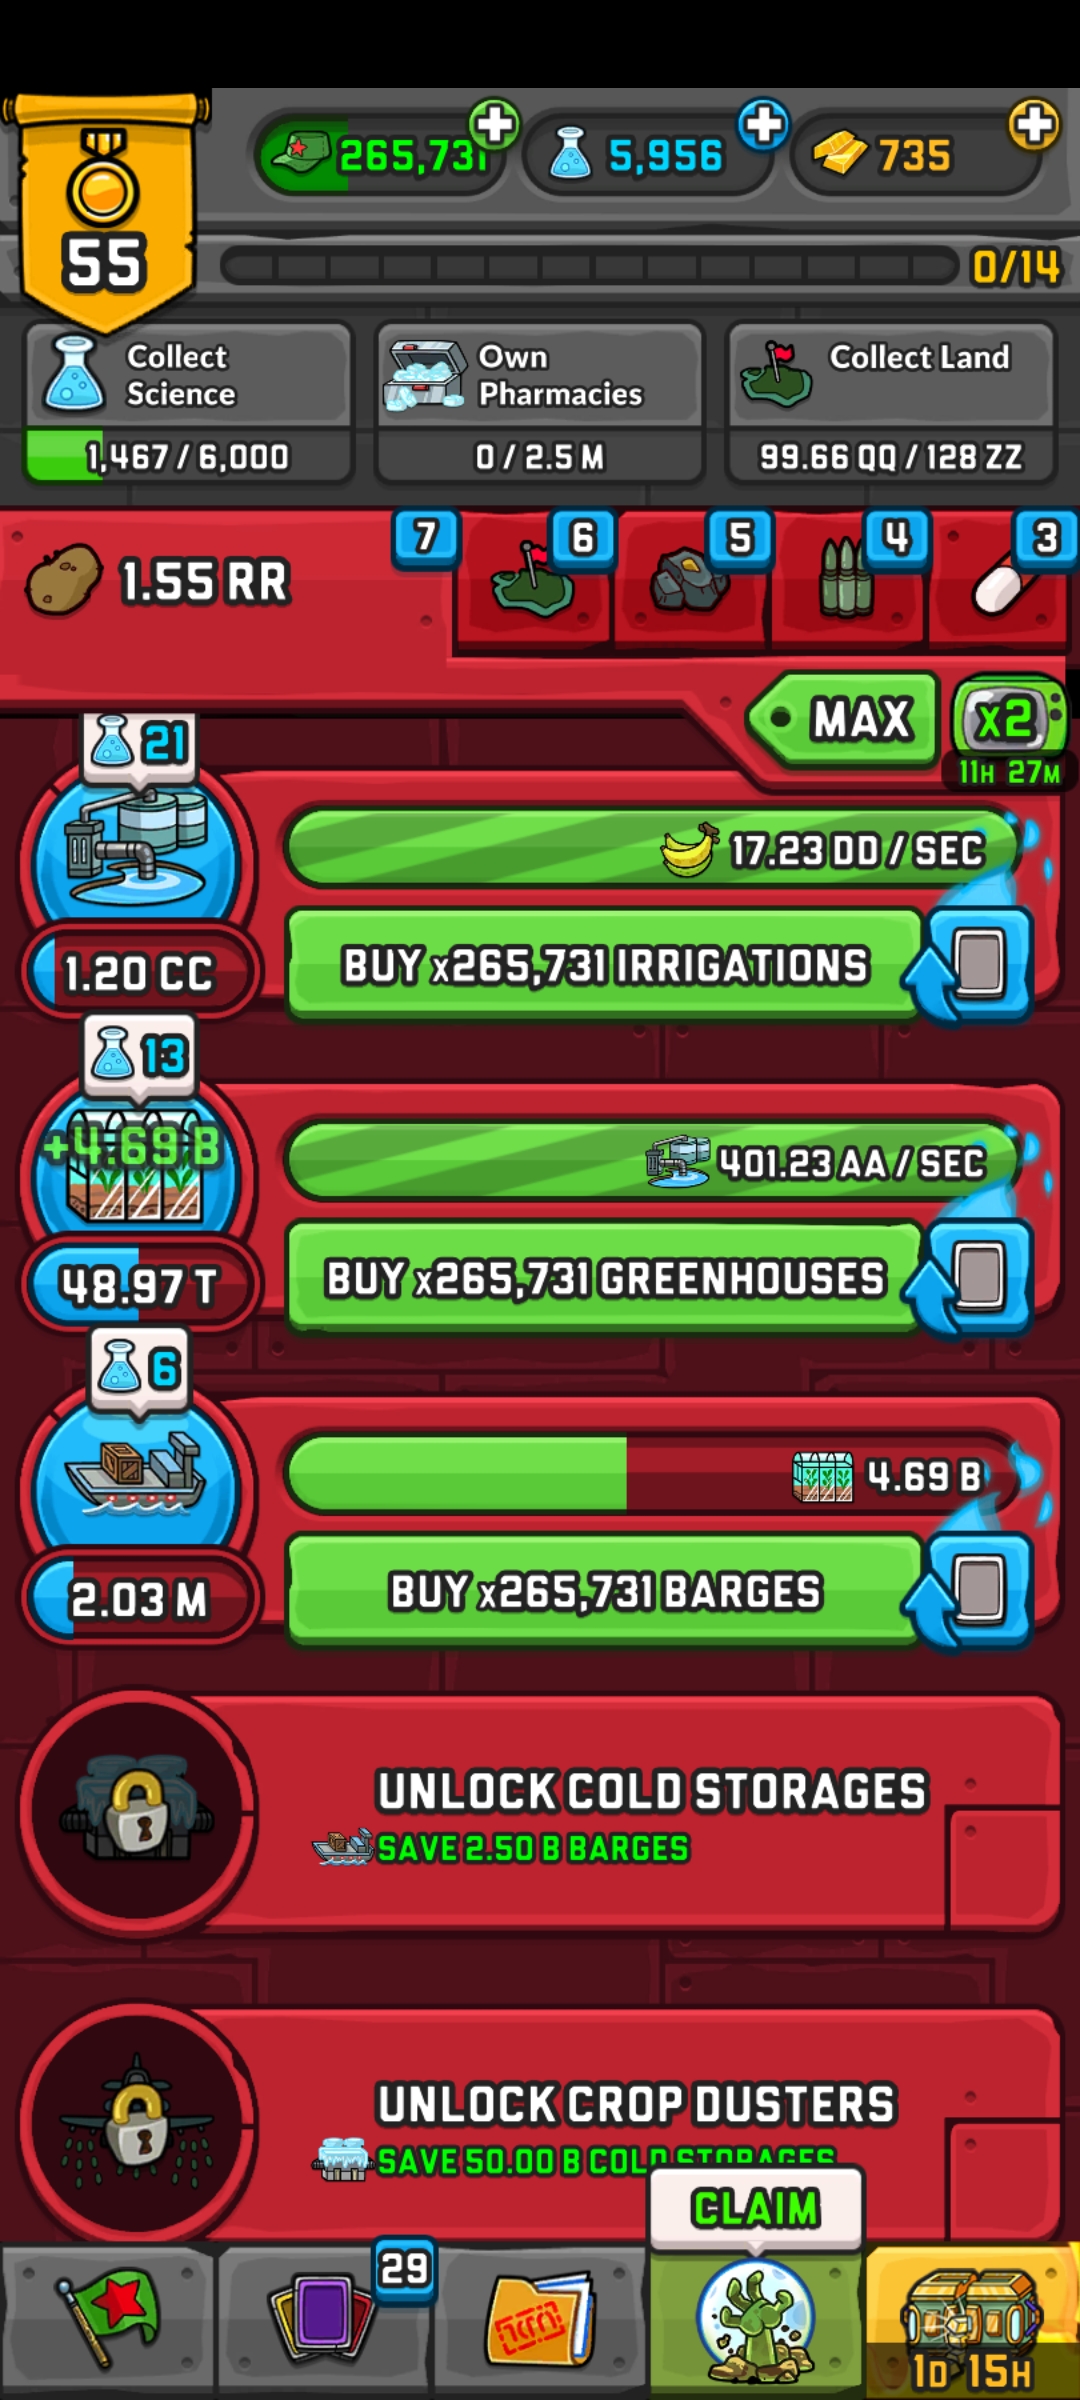 265,731
5,956
735
55
0/14
Collect
Science
1,467 / 6,000
Own
Pharmacies
0 / 2.5 M
Collect Land
99.66 QQ / 128 ZZ
1.55 RR
7
6
5
4
3
MAX
x2
11H 27M
21
17.23 DD / SEC
1.20 CC
BUY x265,731 IRRIGATIONS
13
+4.69 B
401.23 AA / SEC
48.97 T
BUY x265,731 GREENHOUSES
6
4.69 B
2.03 M
BUY x265,731 BARGES
UNLOCK COLD STORAGES
SAVE 2.50 B BARGES
UNLOCK CROP DUSTERS
SAVE 50.00 B COLD STORAGES
CLAIM
29
1D 15H